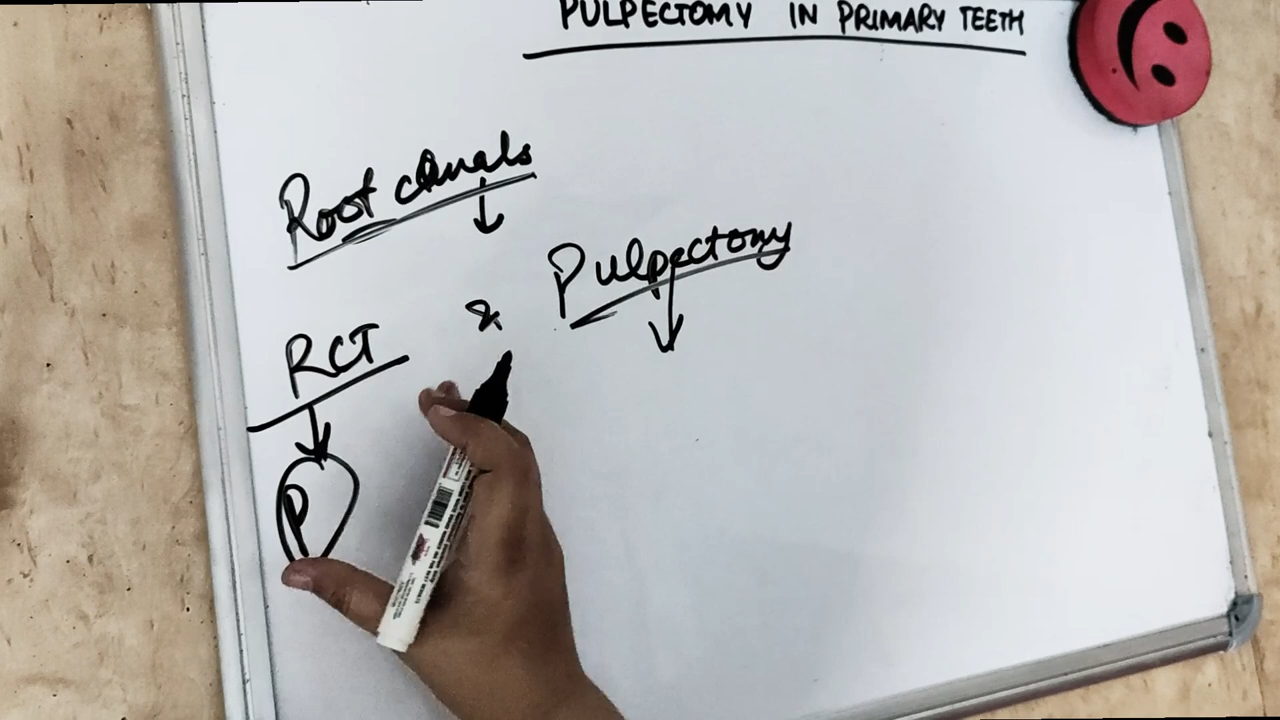 PULPECTOMY IN PRIMARY TEETH
Root canals
Pulpectomy
RCT &
P